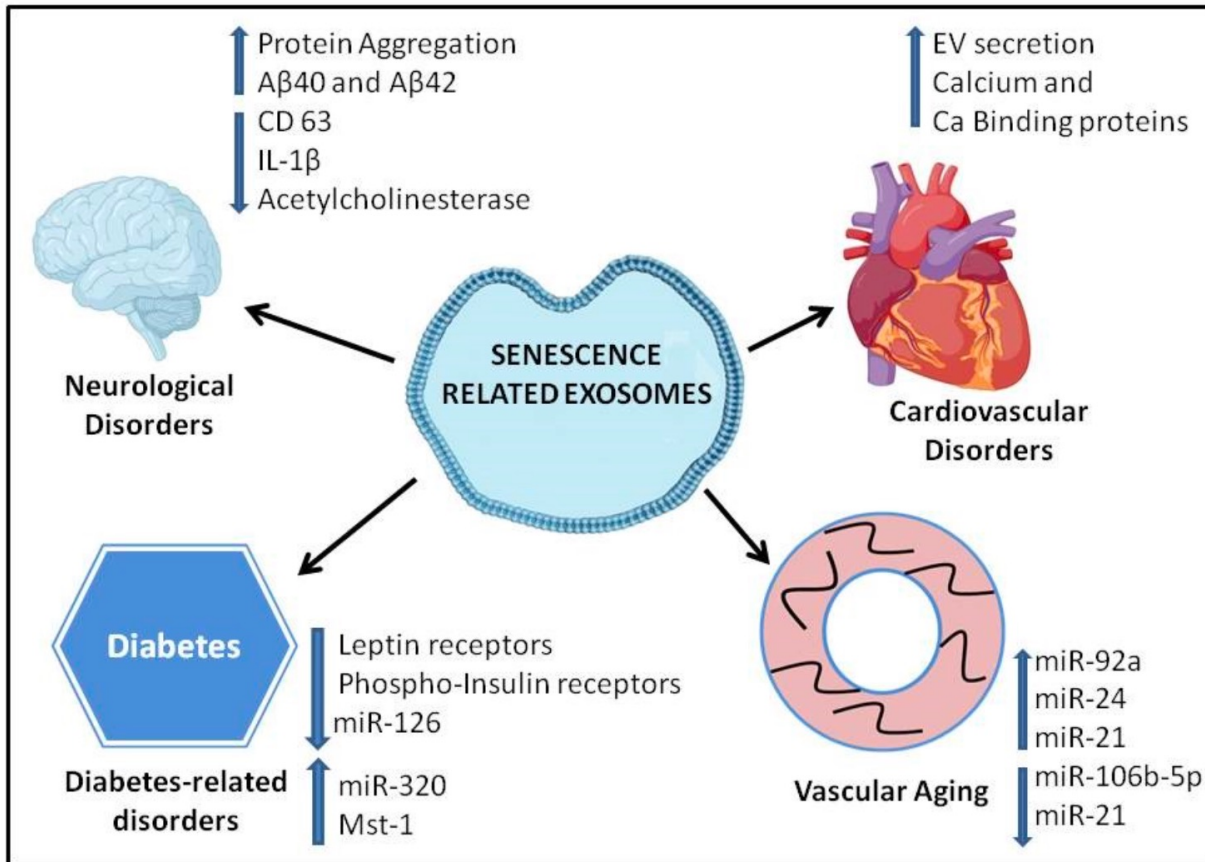 Protein Aggregation
Aβ40 and Aβ42
CD 63
IL-1β
Acetylcholinesterase
EV secretion
Calcium and
Ca Binding proteins
Neurological
Disorders
SENESCENCE
RELATED EXOSOMES
Cardiovascular
Disorders
Diabetes
Leptin receptors
Phospho-Insulin receptors
miR-126
miR-320
Mst-1
Diabetes-related
disorders
Vascular Aging
miR-92a
miR-24
miR-21
miR-106b-5p
miR-21